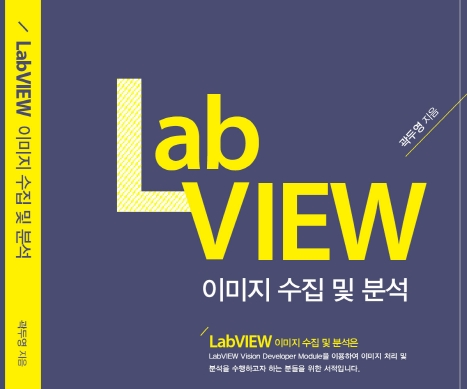 LabVIEW 이미지 수집 및 분석
곽두영 지음
Lab
VIEW
곽두영 지음
이미지 수집 및 분석
LabVIEW 이미지 수집 및 분석은
LabVIEW Vision Developer Module을 이용하여 이미지 처리 및
분석을 수행하고자 하는 분들을 위한 서적입니다.